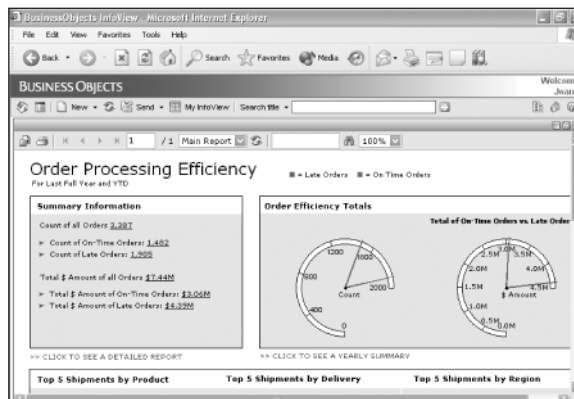 BusinessObjects InfoView - Microsoft Internet Explorer
File Edit View Favorites Tools Help
Back Search Favorites Media
BUSINESS OBJECTS
Welcom
Joan
New Send My InfoView Search title
1 / 1 Main Report 100%
Order Processing Efficiency
= Late Orders = On Time Orders
For Last Full Year and YTD
Summary Information
Count of all Orders 3,387
Count of On-Time Orders: 1,482
Count of Late Orders: 1,905
Total $ Amount of all Orders $7.44M
Total $ Amount of On-Time Orders: $3.06M
Total $ Amount of Late Orders: $4.39M
>> CLICK TO SEE A DETAILED REPORT
Order Efficiency Totals
Total of On-Time Orders vs. Late Order
1200
1600
800
2000
Count
400
0
3.0M
2.5M 3.5M
2.0M 4.0M
1.5M 4.5M
$ Amount
1.0M
0.5M 0.0M
>> CLICK TO SEE A YEARLY SUMMARY
Top 5 Shipments by Product Top 5 Shipments by Delivery Top 5 Shipments by Region